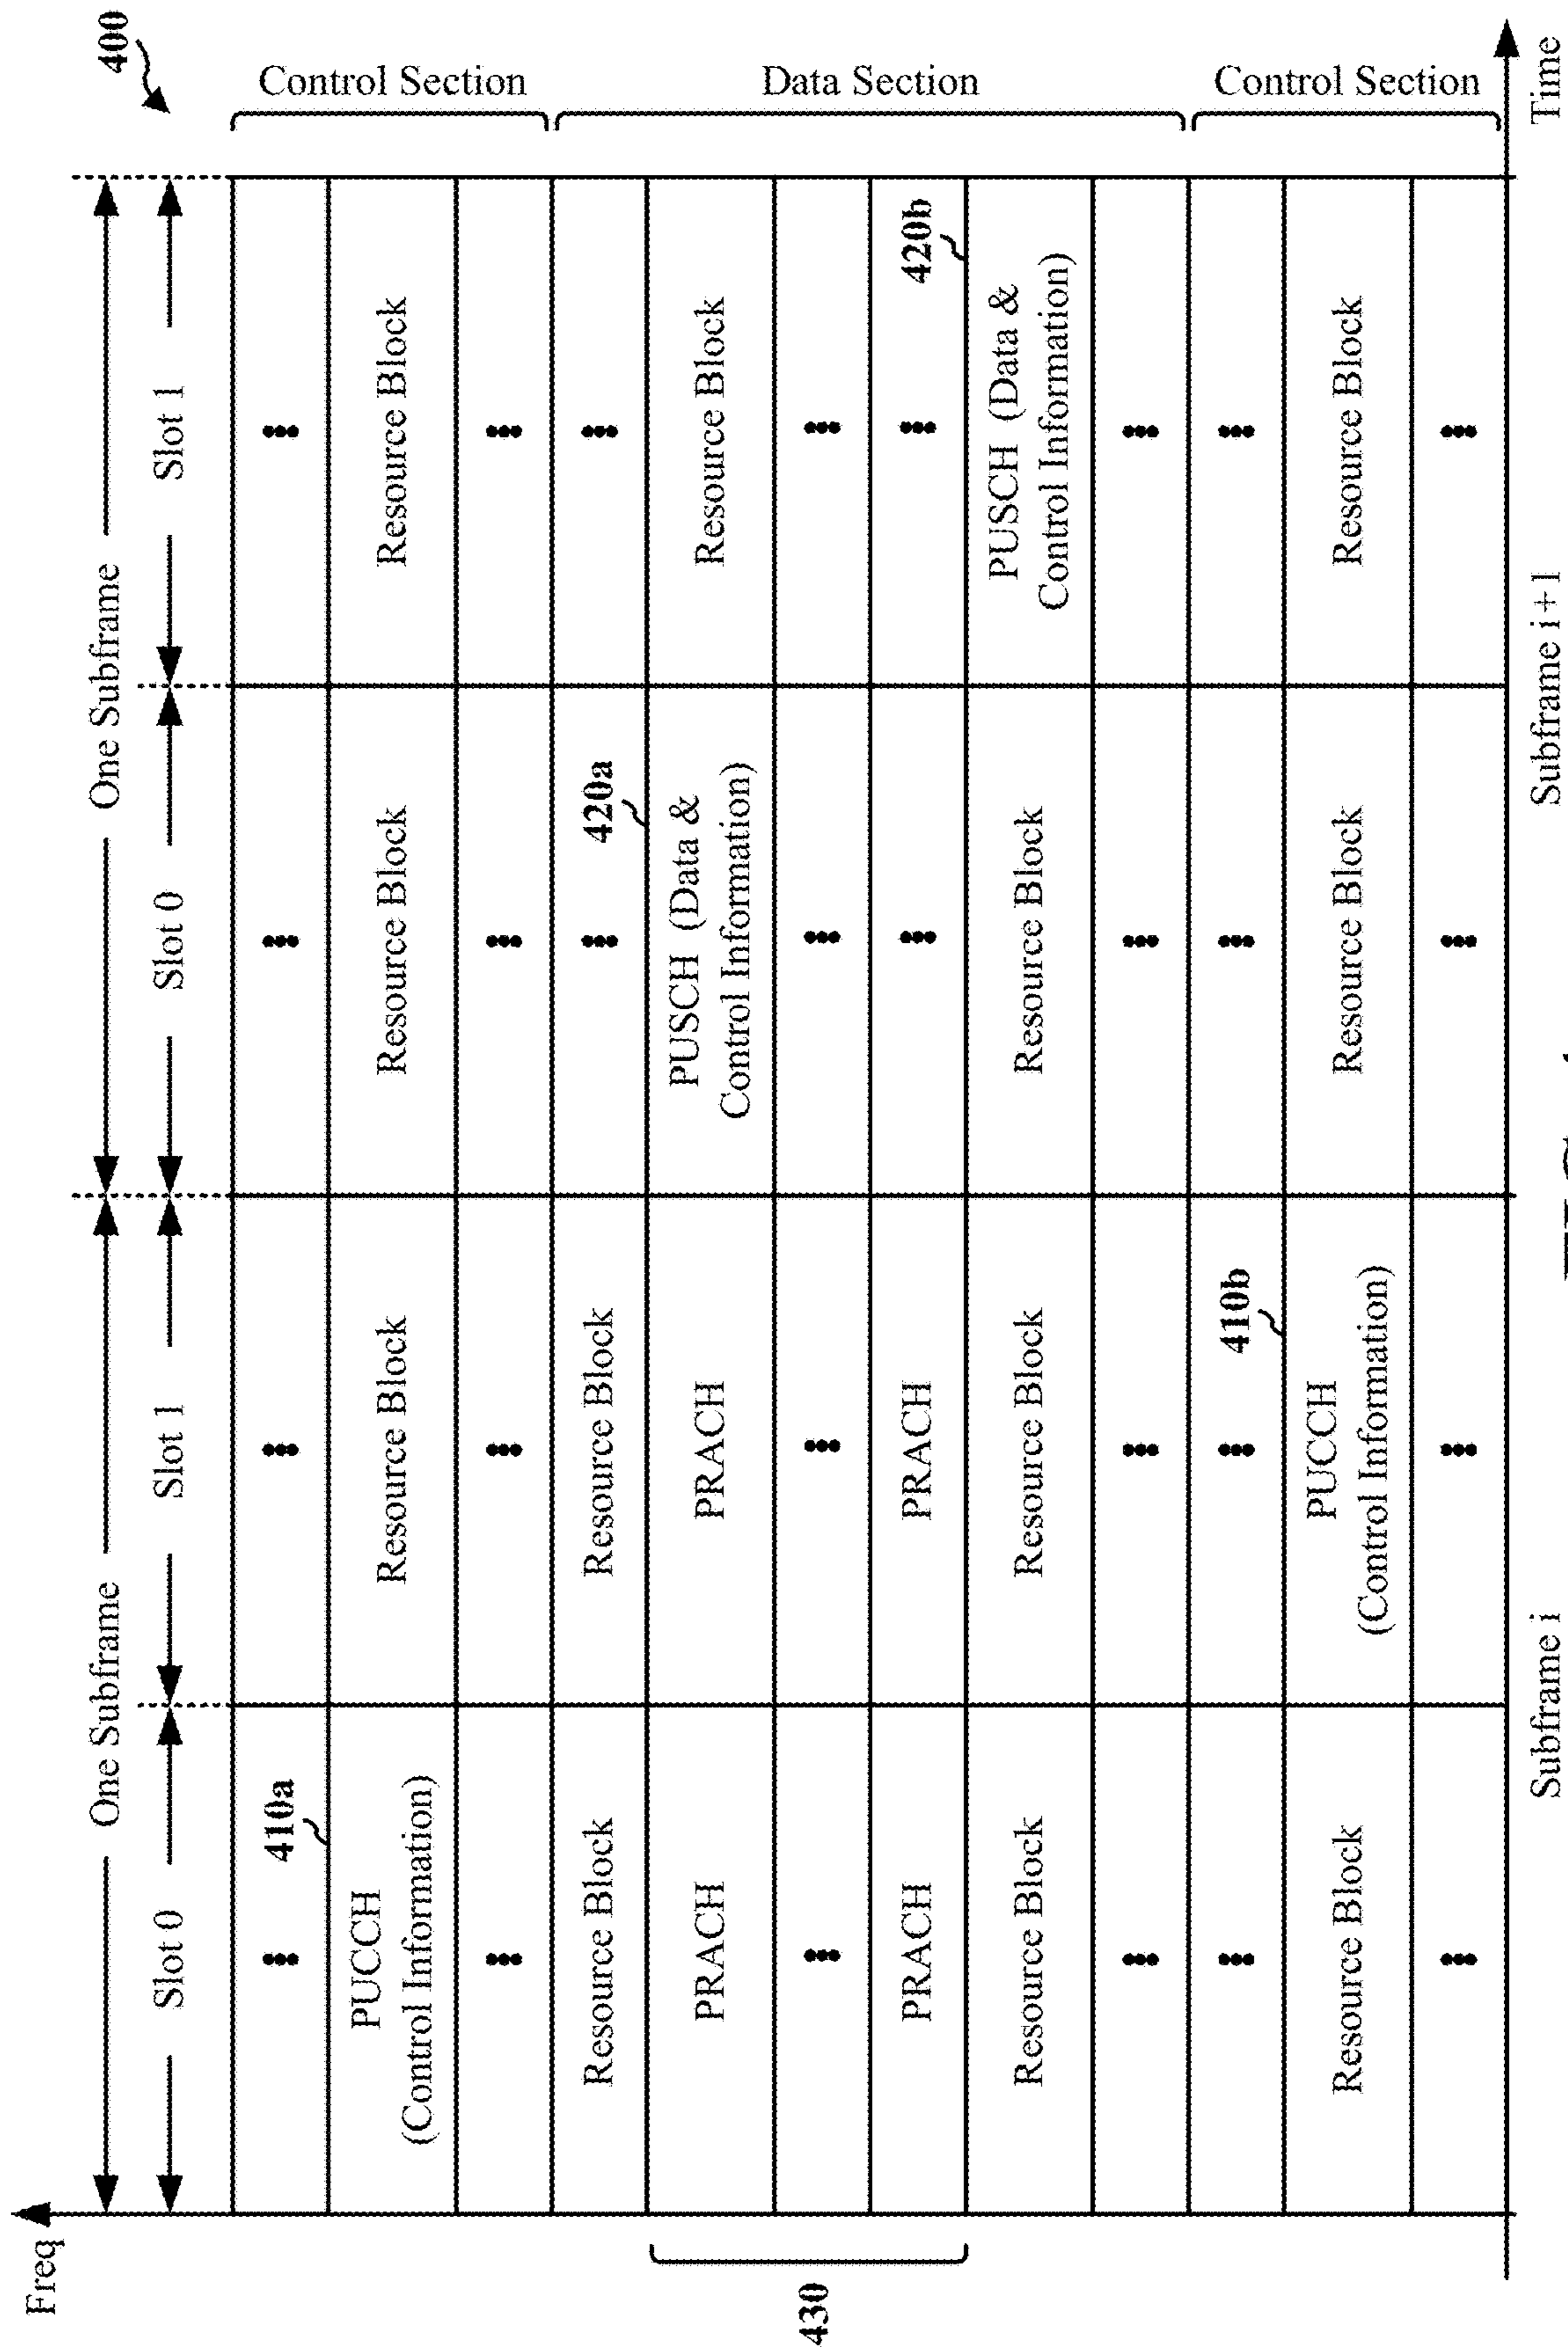 400
Freq
One Subframe
One Subframe
Slot 0
Slot 1
Slot 0
Slot 1
•••
410a
•••
•••
•••
Control Section
PUCCH
(Control Information)
Resource Block
Resource Block
Resource Block
•••
•••
•••
•••
Resource Block
Resource Block
•••
420a
•••
Data Section
PRACH
PRACH
PUSCH (Data &
Control Information)
Resource Block
430
•••
•••
•••
•••
PRACH
PRACH
•••
•••
420b
Resource Block
Resource Block
Resource Block
PUSCH (Data &
Control Information)
•••
•••
•••
•••
•••
•••
410b
•••
•••
Control Section
Resource Block
PUCCH
(Control Information)
Resource Block
Resource Block
•••
•••
•••
•••
Subframe i
Subframe i+1
Time